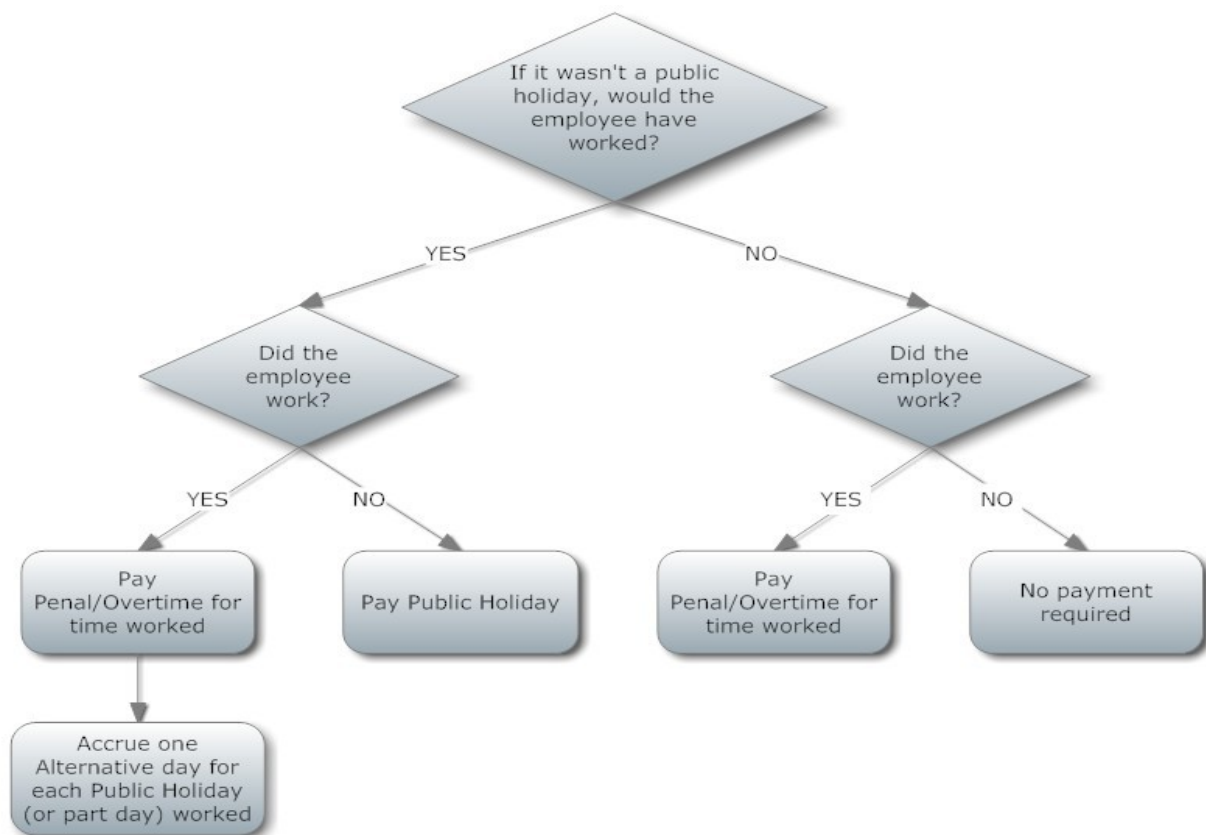 If it wasn't a public
holiday, would the
employee have
worked?
YES
NO
Did the
employee
work?
Did the
employee
work?
YES
NO
YES
NO
Pay
Penal/Overtime for
time worked
Pay Public Holiday
Pay
Penal/Overtime for
time worked
No payment
required
Accrue one
Alternative day for
each Public Holiday
(or part day) worked